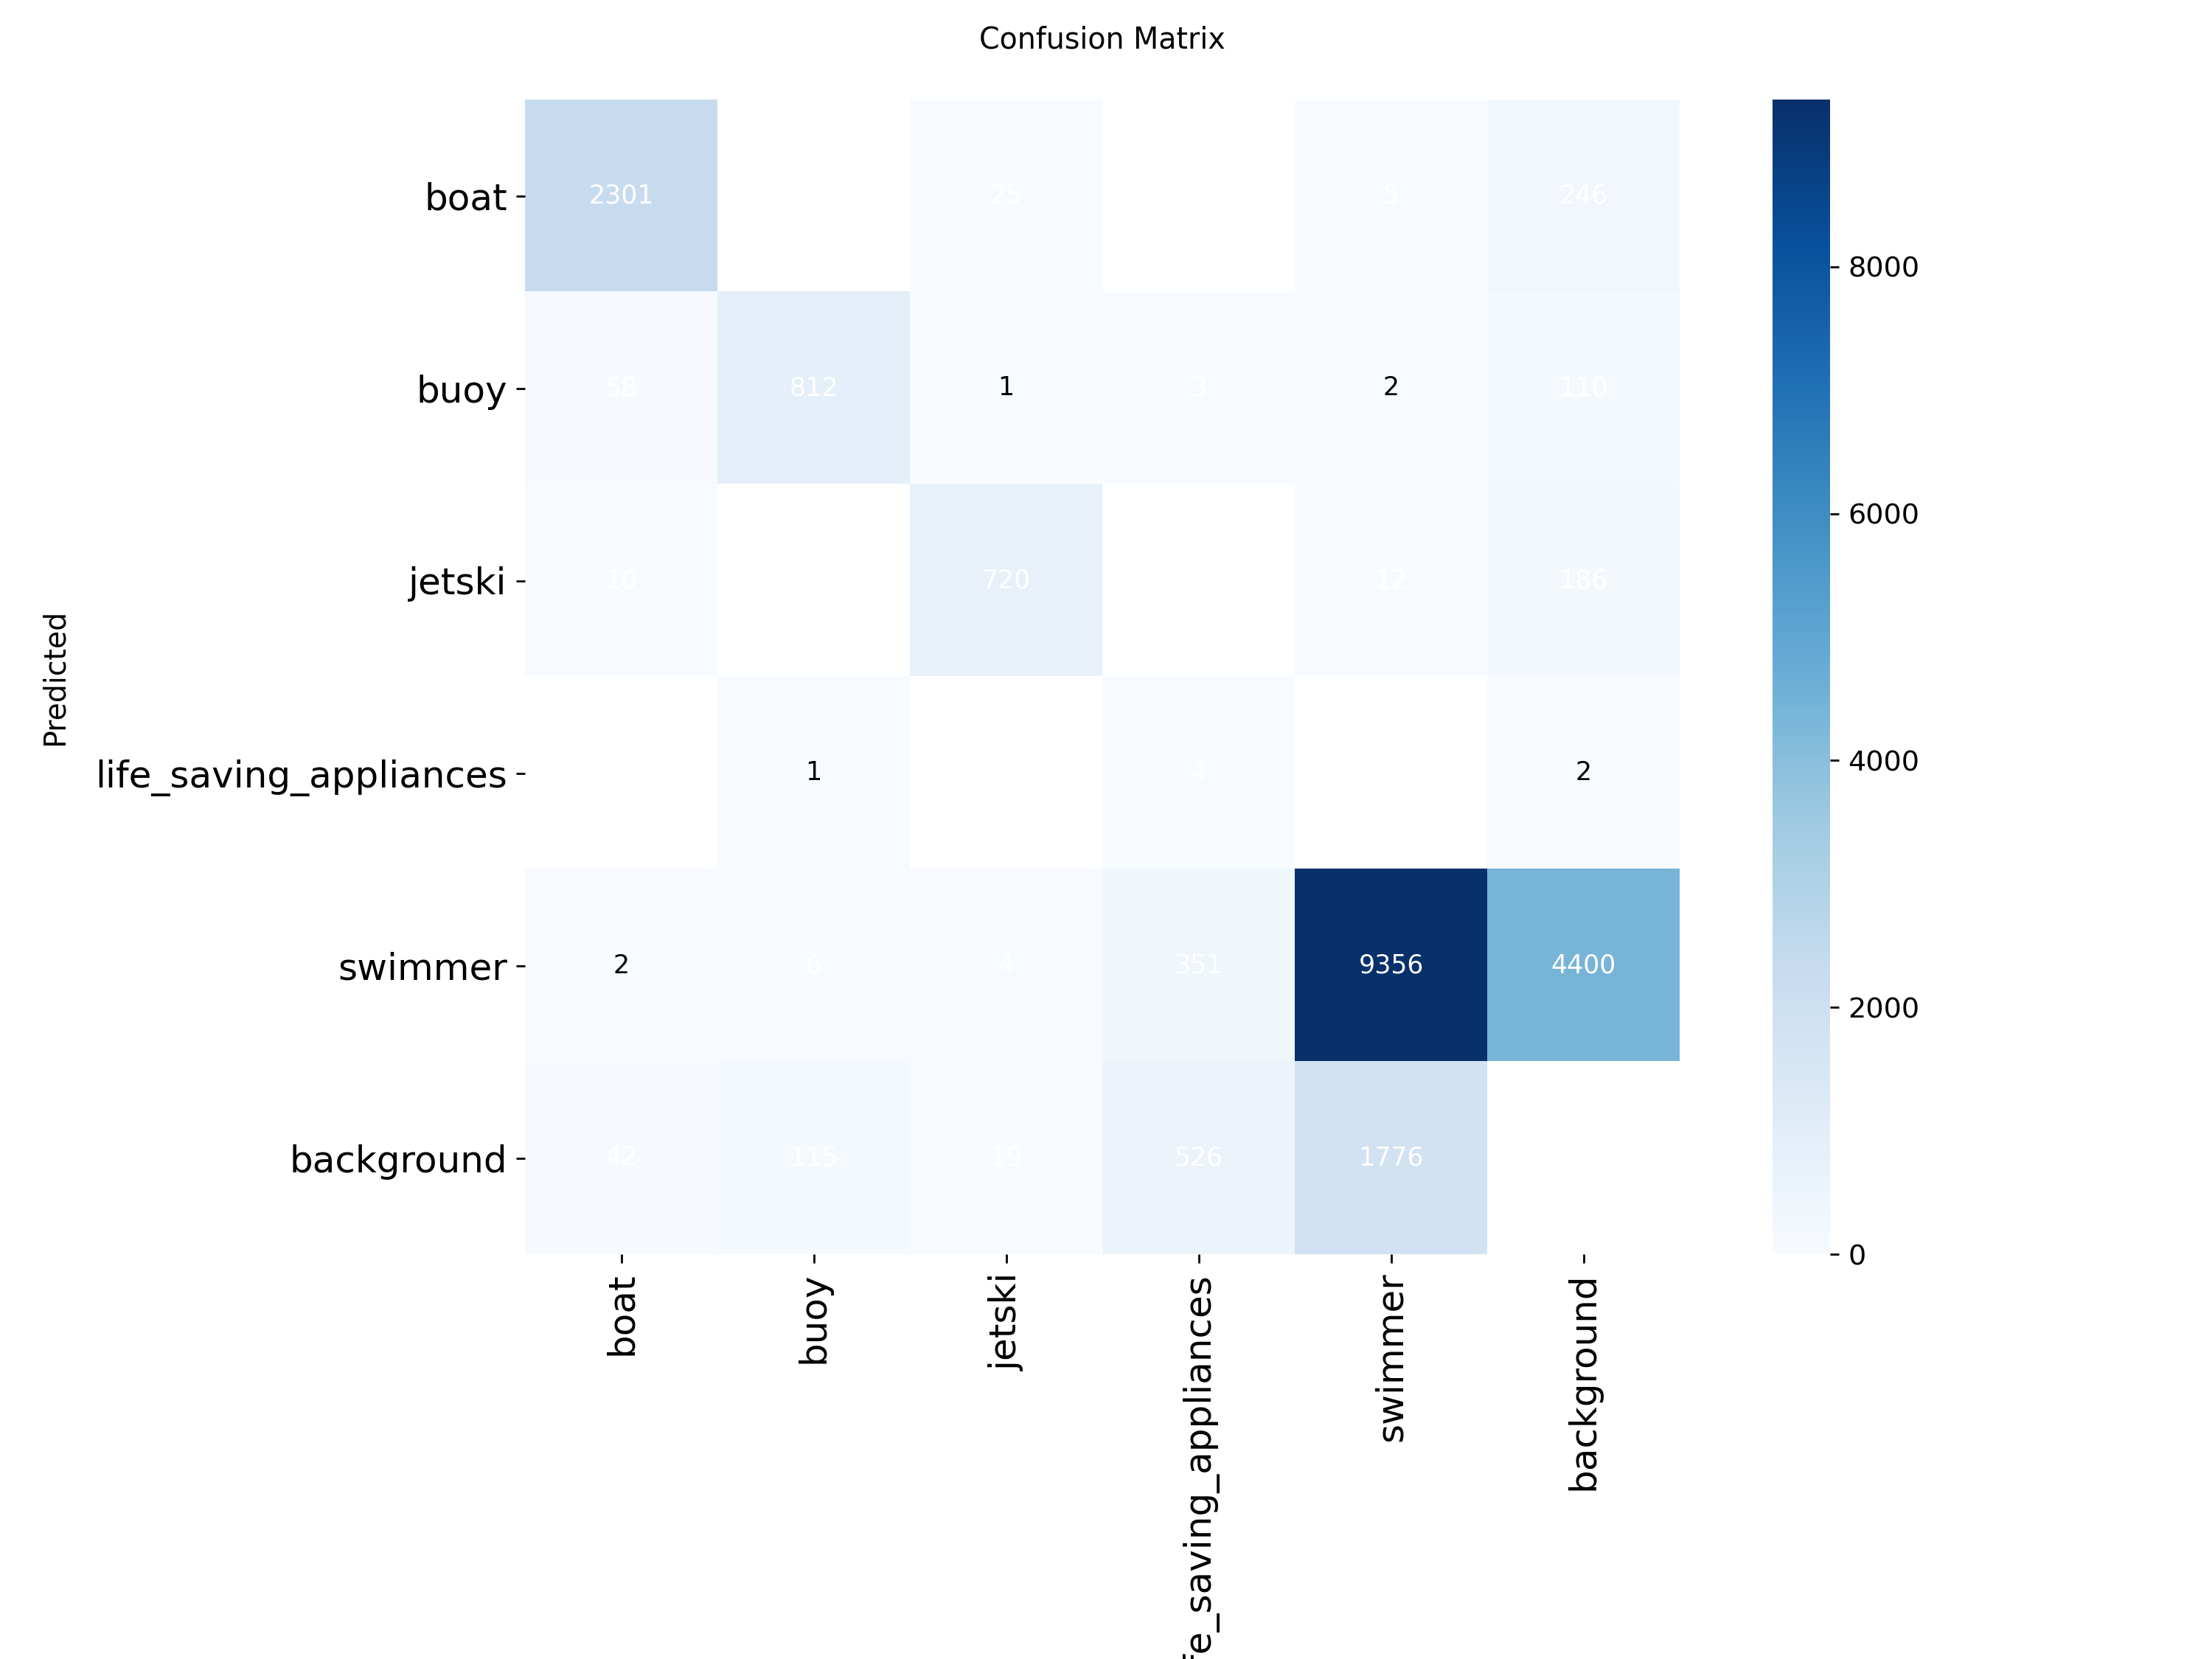 Confusion Matrix
Predicted
boat 2301 25 5 246
buoy 58 812 1 3 2 110
jetski 10 720 12 186
life_saving_appliances 1 4 2
swimmer 2 6 4 351 9356 4400
background 42 115 19 526 1776
boat
buoy
jetski
fe_saving_appliances
swimmer
background
8000
6000
4000
2000
0